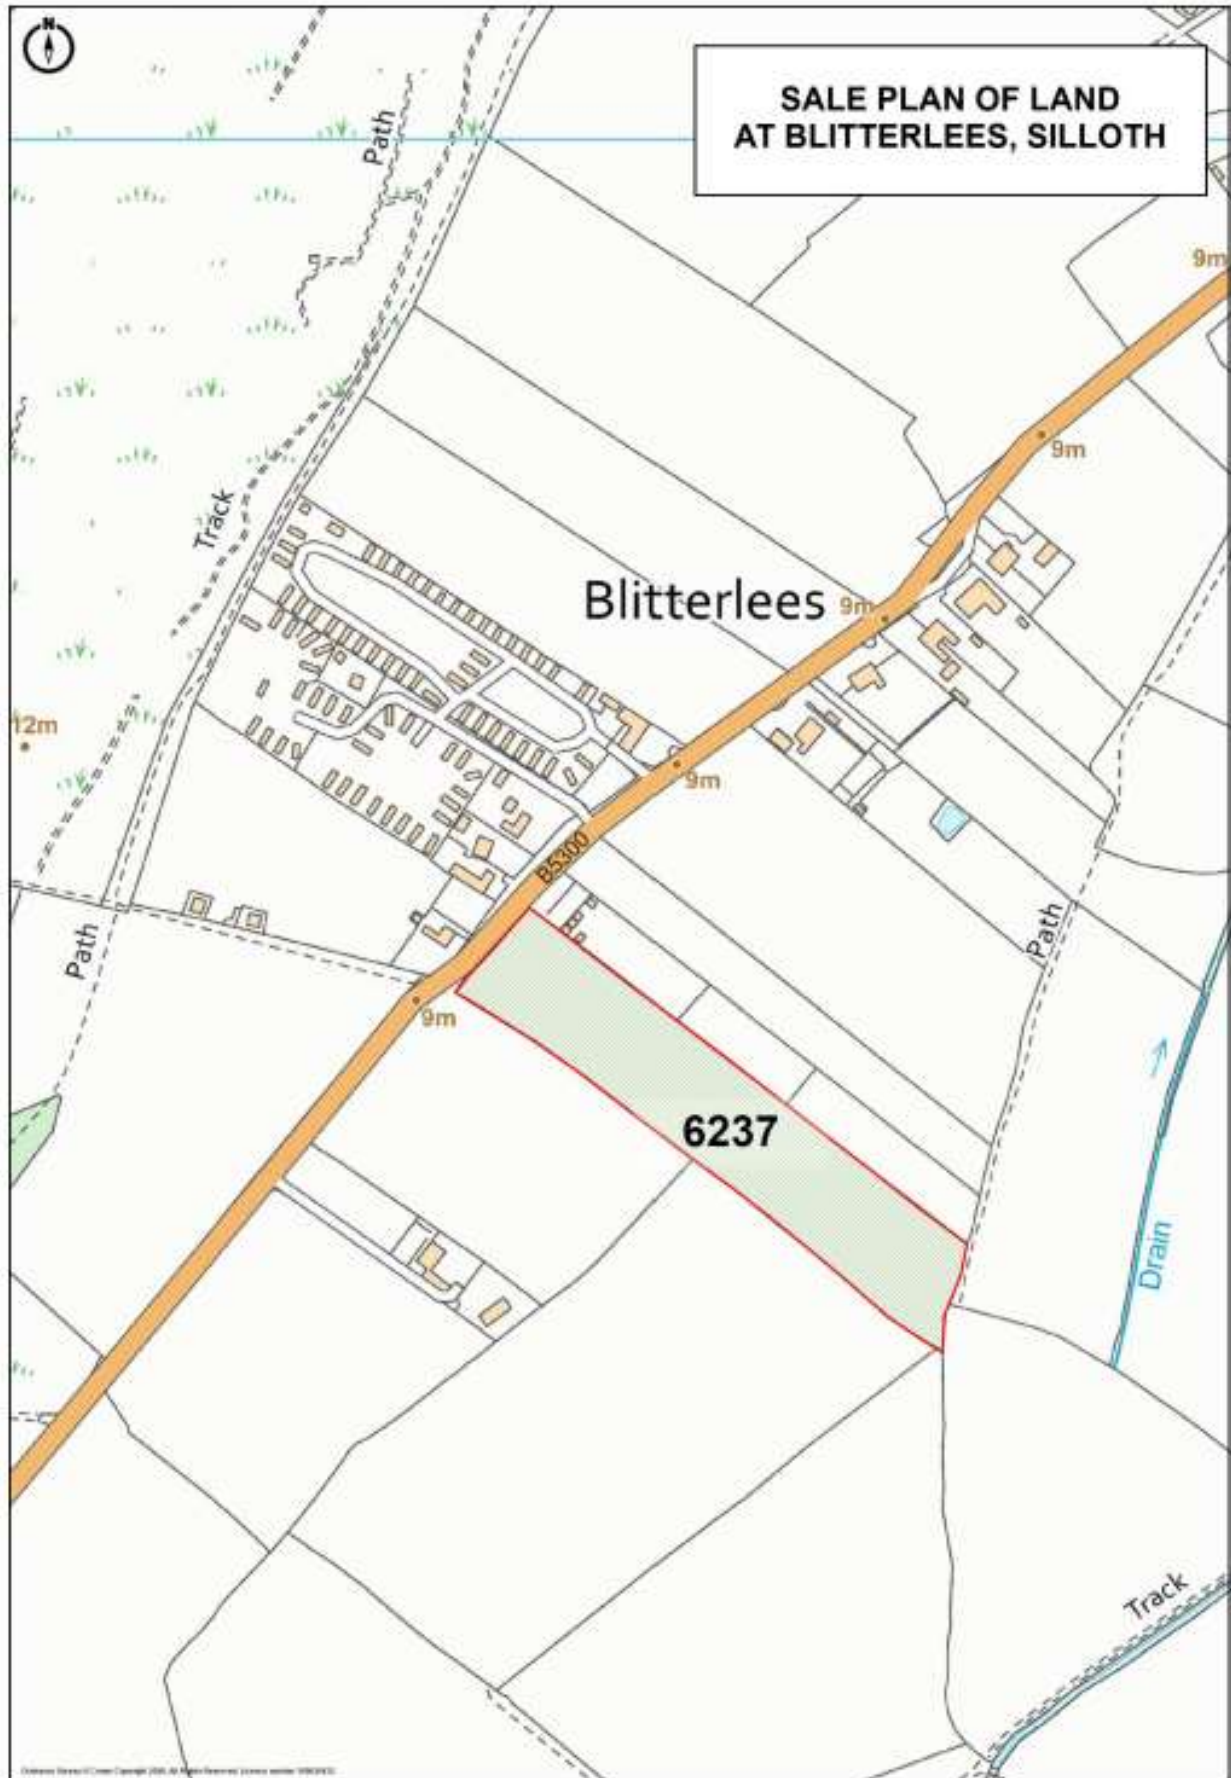 N
SALE PLAN OF LAND
AT BLITTERLEES, SILLOTH
Path
9m
9m
Track
Blitterlees
9m
12m
9m
B5300
Path
Path
9m
6237
Drain
Track